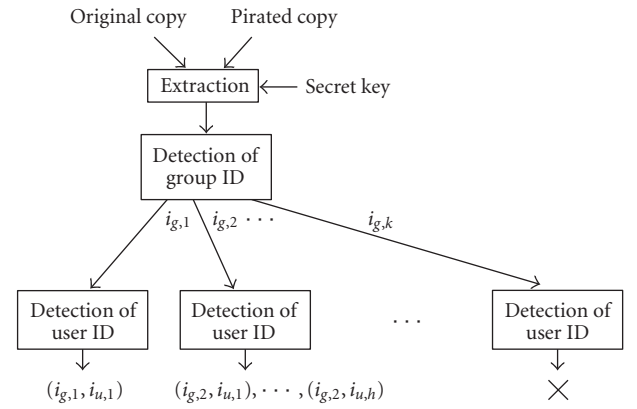 Original copy Pirated copy
Extraction
Secret key
Detection of
group ID
i_{g,1} i_{g,2} · · · i_{g,k}
Detection of
user ID
Detection of
user ID
· · ·
Detection of
user ID
(i_{g,1}, i_{u,1})
(i_{g,2}, i_{u,1}), · · · , (i_{g,2}, i_{u,h})
×